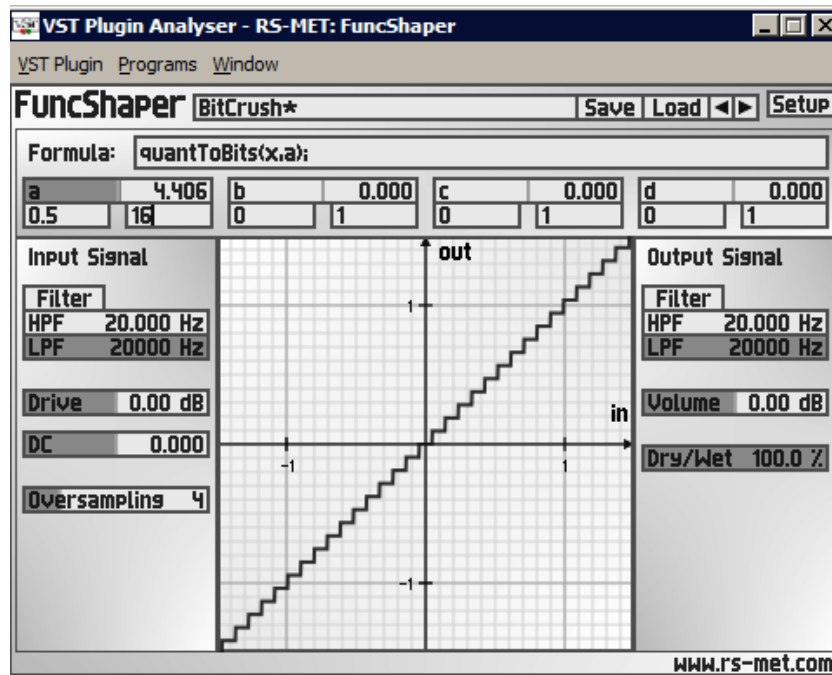 VST Plugin Analyser - RS-MET: FuncShaper
VST Plugin Programs Window
FuncShaper BitCrush* Save Load Setup
Formula: quantToBits(x,a);
a 4.406 b 0.000 c 0.000 d 0.000
0.5 16 0 1 0 1 0 1
Input Signal
Filter
HPF 20.000 Hz
LPF 20000 Hz
Drive 0.00 dB
DC 0.000
Oversampling 4
out
1
in
-1
1
-1
Output Signal
Filter
HPF 20.000 Hz
LPF 20000 Hz
Volume 0.00 dB
Dry/Wet 100.0 %
www.rs-met.com